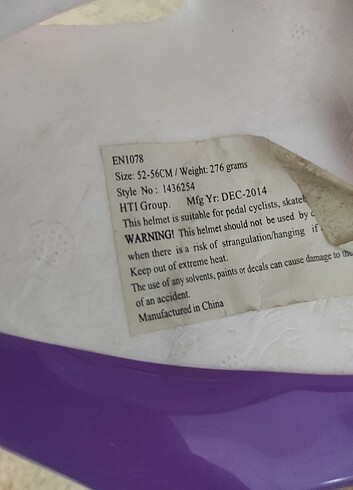 EN1078
Size: 52-56CM / Weight: 276 grams
Style No : 1436254
HTI Group. Mfg Yr: DEC-2014
This helmet is suitable for pedal cyclists,
WARNING! This helmet should not be used by
when there is a risk of strangulation/hanging if
Keep out of extreme heat.
The use of any solvents, paints or decals can cause damage to
of an accident.
Manufactured in China